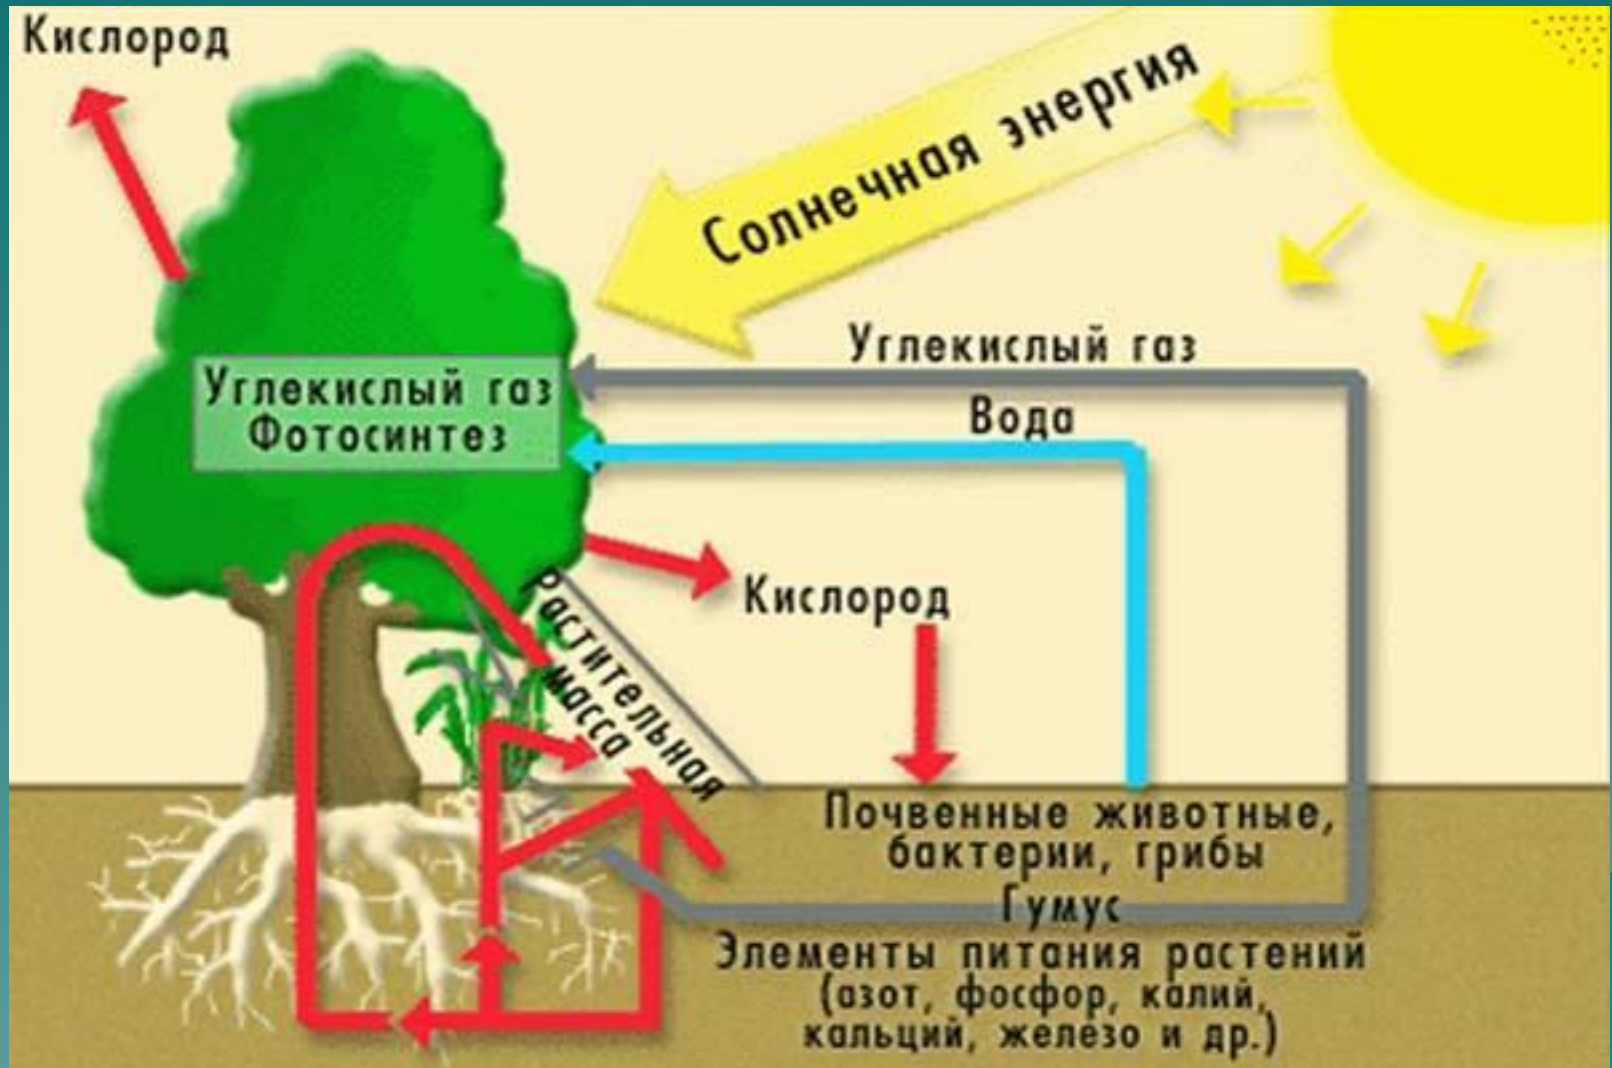 Кислород
Солнечная энергия
Углекислый газ
Вода
Углекислый газ
Фотосинтез
Кислород
Растительная
масса
Почвенные животные,
бактерии, грибы
Гумус
Элементы питания растений
(азот, фосфор, калий,
кальций, железо и др.)